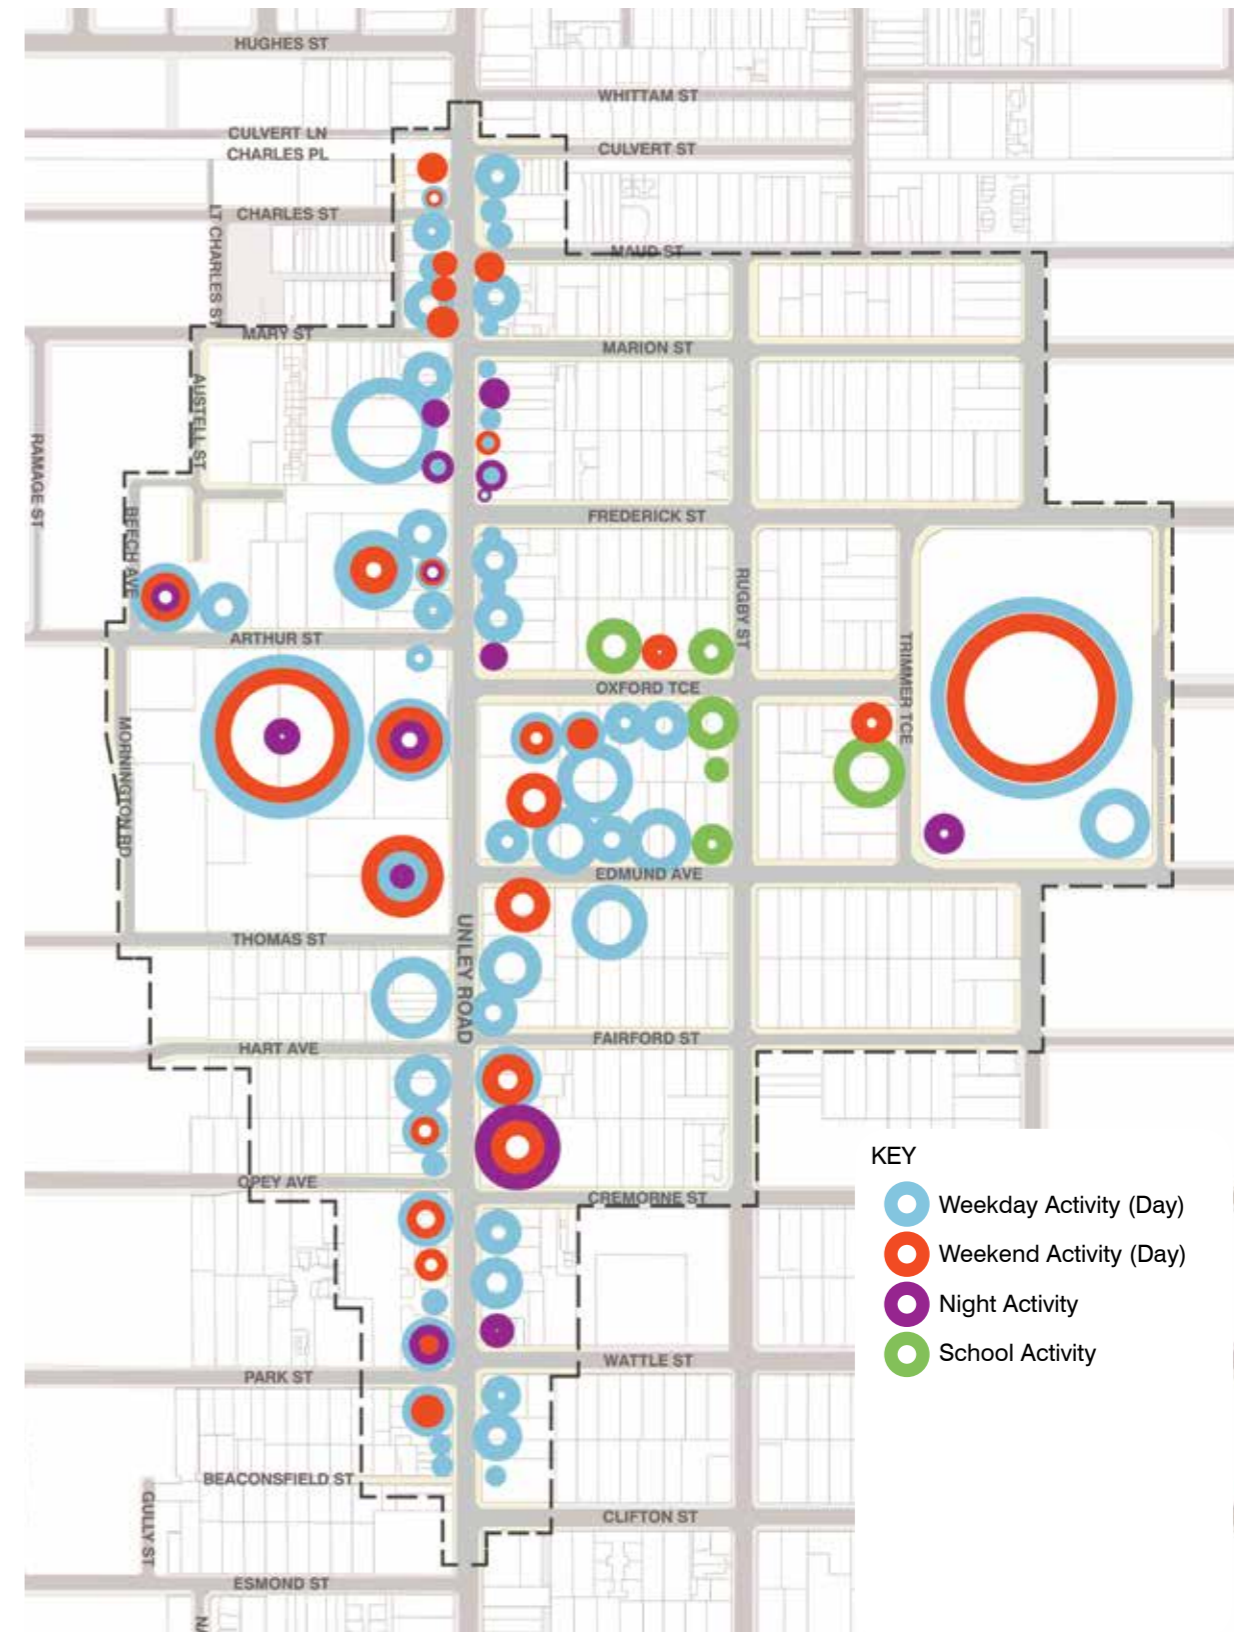 HUGHES ST
WHITTAM ST
CULVERT LN
CHARLES PL
CULVERT ST
LT CHARLES ST
CHARLES ST
MAUD ST
MARY ST
MARION ST
AUSTELL ST
RAMAGE ST
BEECH AVE
FREDERICK ST
RUGBY ST
ARTHUR ST
TRIMMER TCE
OXFORD TCE
MORNINGTON RD
EDMUND AVE
UNLEY ROAD
THOMAS ST
HART AVE
FAIRFORD ST
KEY
OPEY AVE
CREMORNE ST
Weekday Activity (Day)
Weekend Activity (Day)
Night Activity
School Activity
WATTLE ST
PARK ST
BEACONSFIELD ST
GULLY ST
CLIFTON ST
ESMOND ST